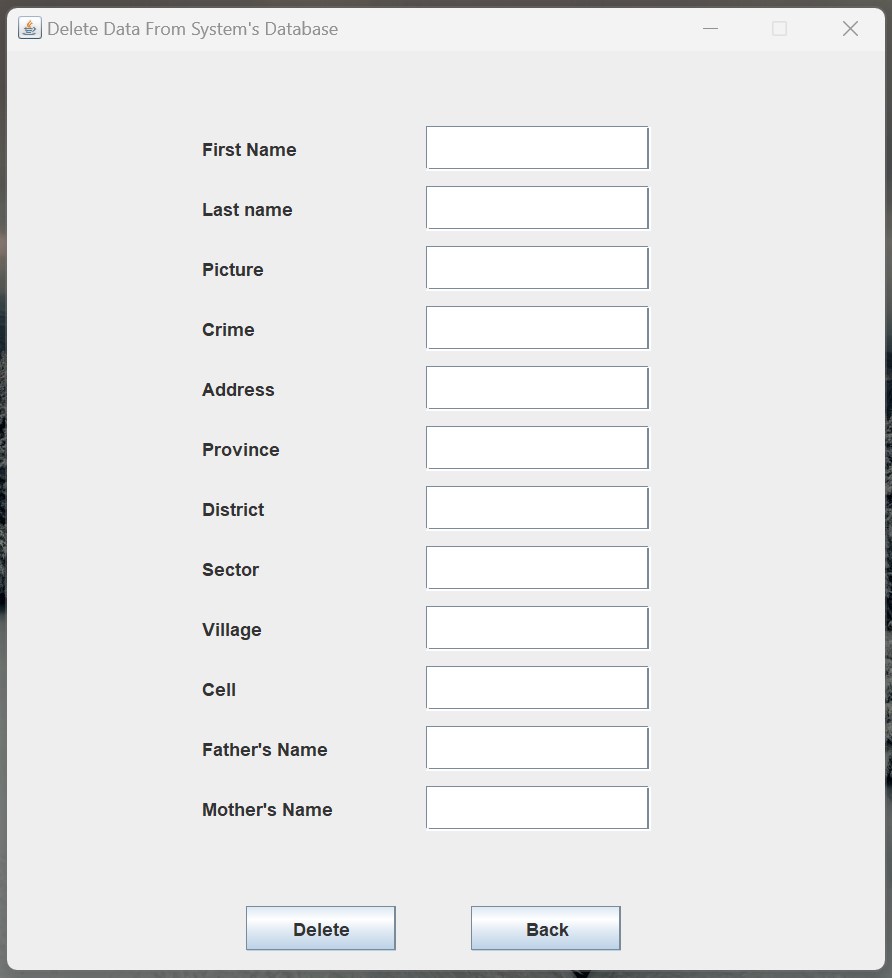 Delete Data From System's Database
First Name
Last name
Picture
Crime
Address
Province
District
Sector
Village
Cell
Father's Name
Mother's Name
Delete Back